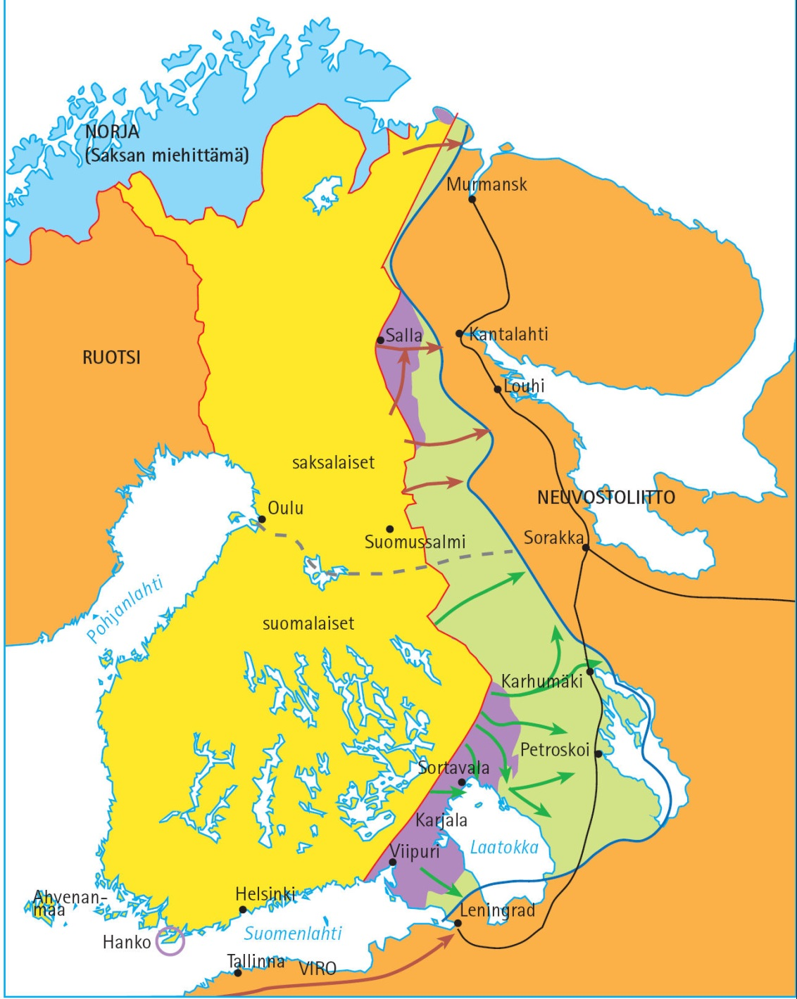 NORJA
(Saksan miehittämä)
Murmansk
Salla
Kantalahti
RUOTSI
Louhi
saksalaiset
NEUVOSTOLIITTO
Oulu
Suomussalmi
Sorakka
Pohjanlahti
suomalaiset
Karhumäki
Petroskoi
Sortavala
Karjala
Laatokka
Viipuri
Ahvenan-
maa
Helsinki
Leningrad
Hanko
Suomenlahti
Tallinna
VIRO